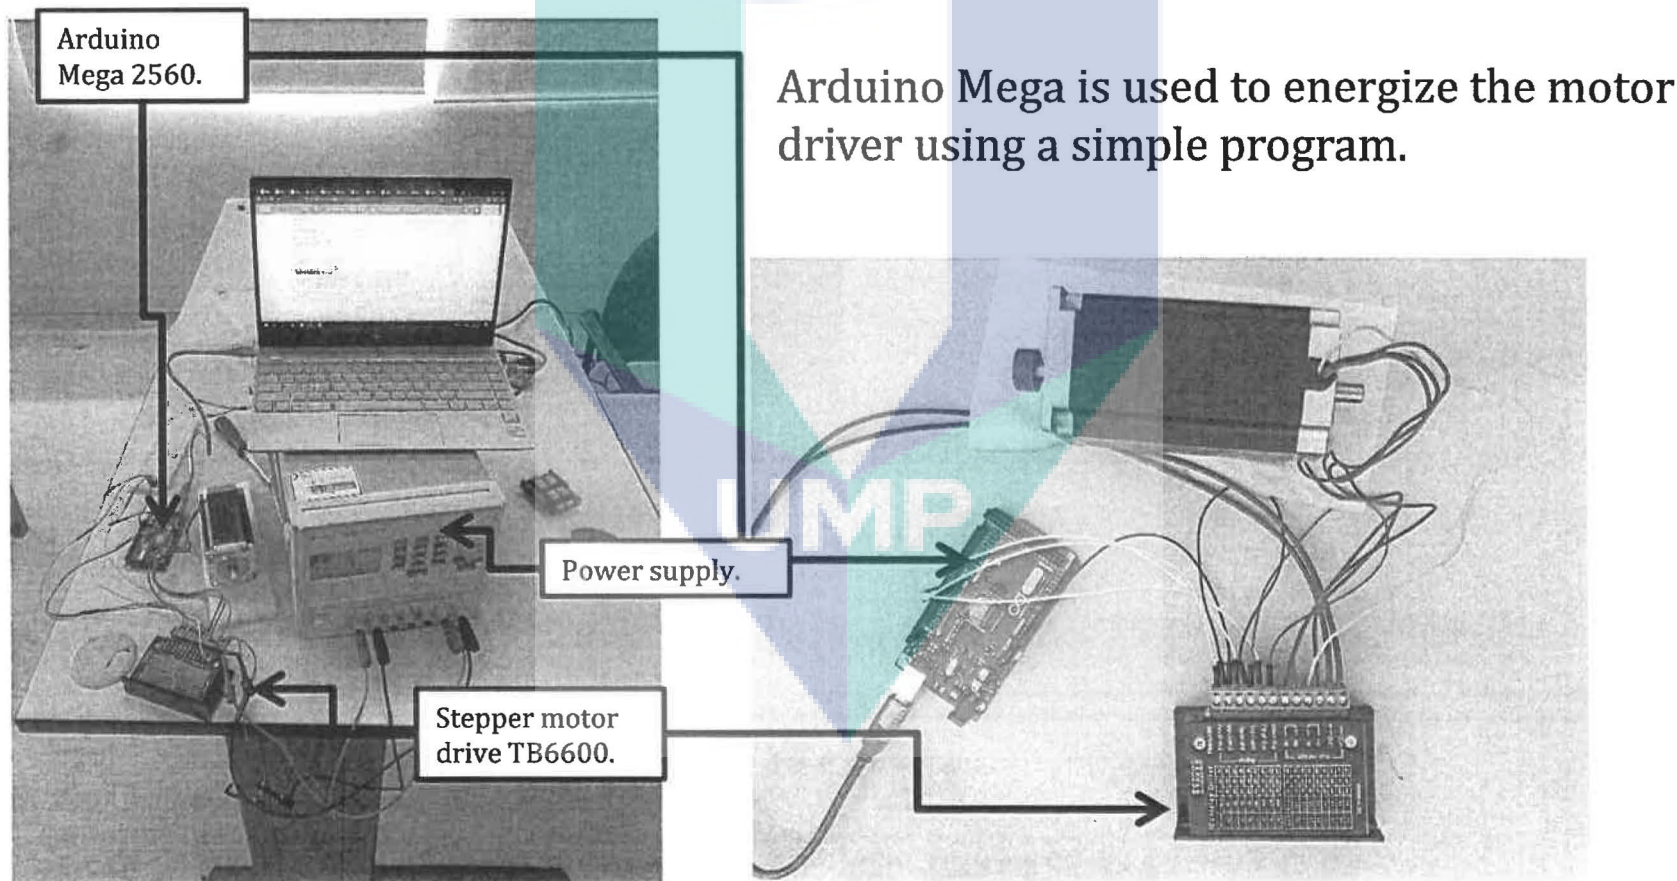 Arduino
Mega 2560.
Arduino Mega is used to energize the motor
driver using a simple program.
UMP
Power supply.
Stepper motor
drive TB6600.